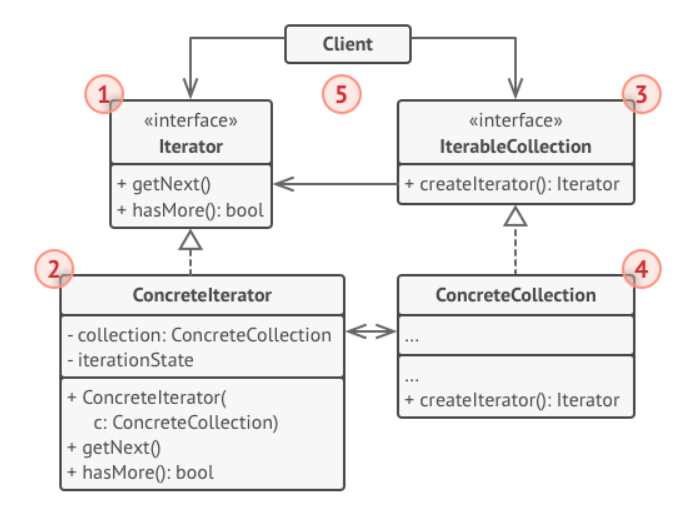 Client
1
5
3
«interface»
Iterator
+ getNext()
+ hasMore(): bool
«interface»
IterableCollection
+ createIterator(): Iterator
2
4
ConcreteIterator
- collection: ConcreteCollection
- iterationState
+ ConcreteIterator(
c: ConcreteCollection)
+ getNext()
+ hasMore(): bool
ConcreteCollection
...
...
+ createIterator(): Iterator